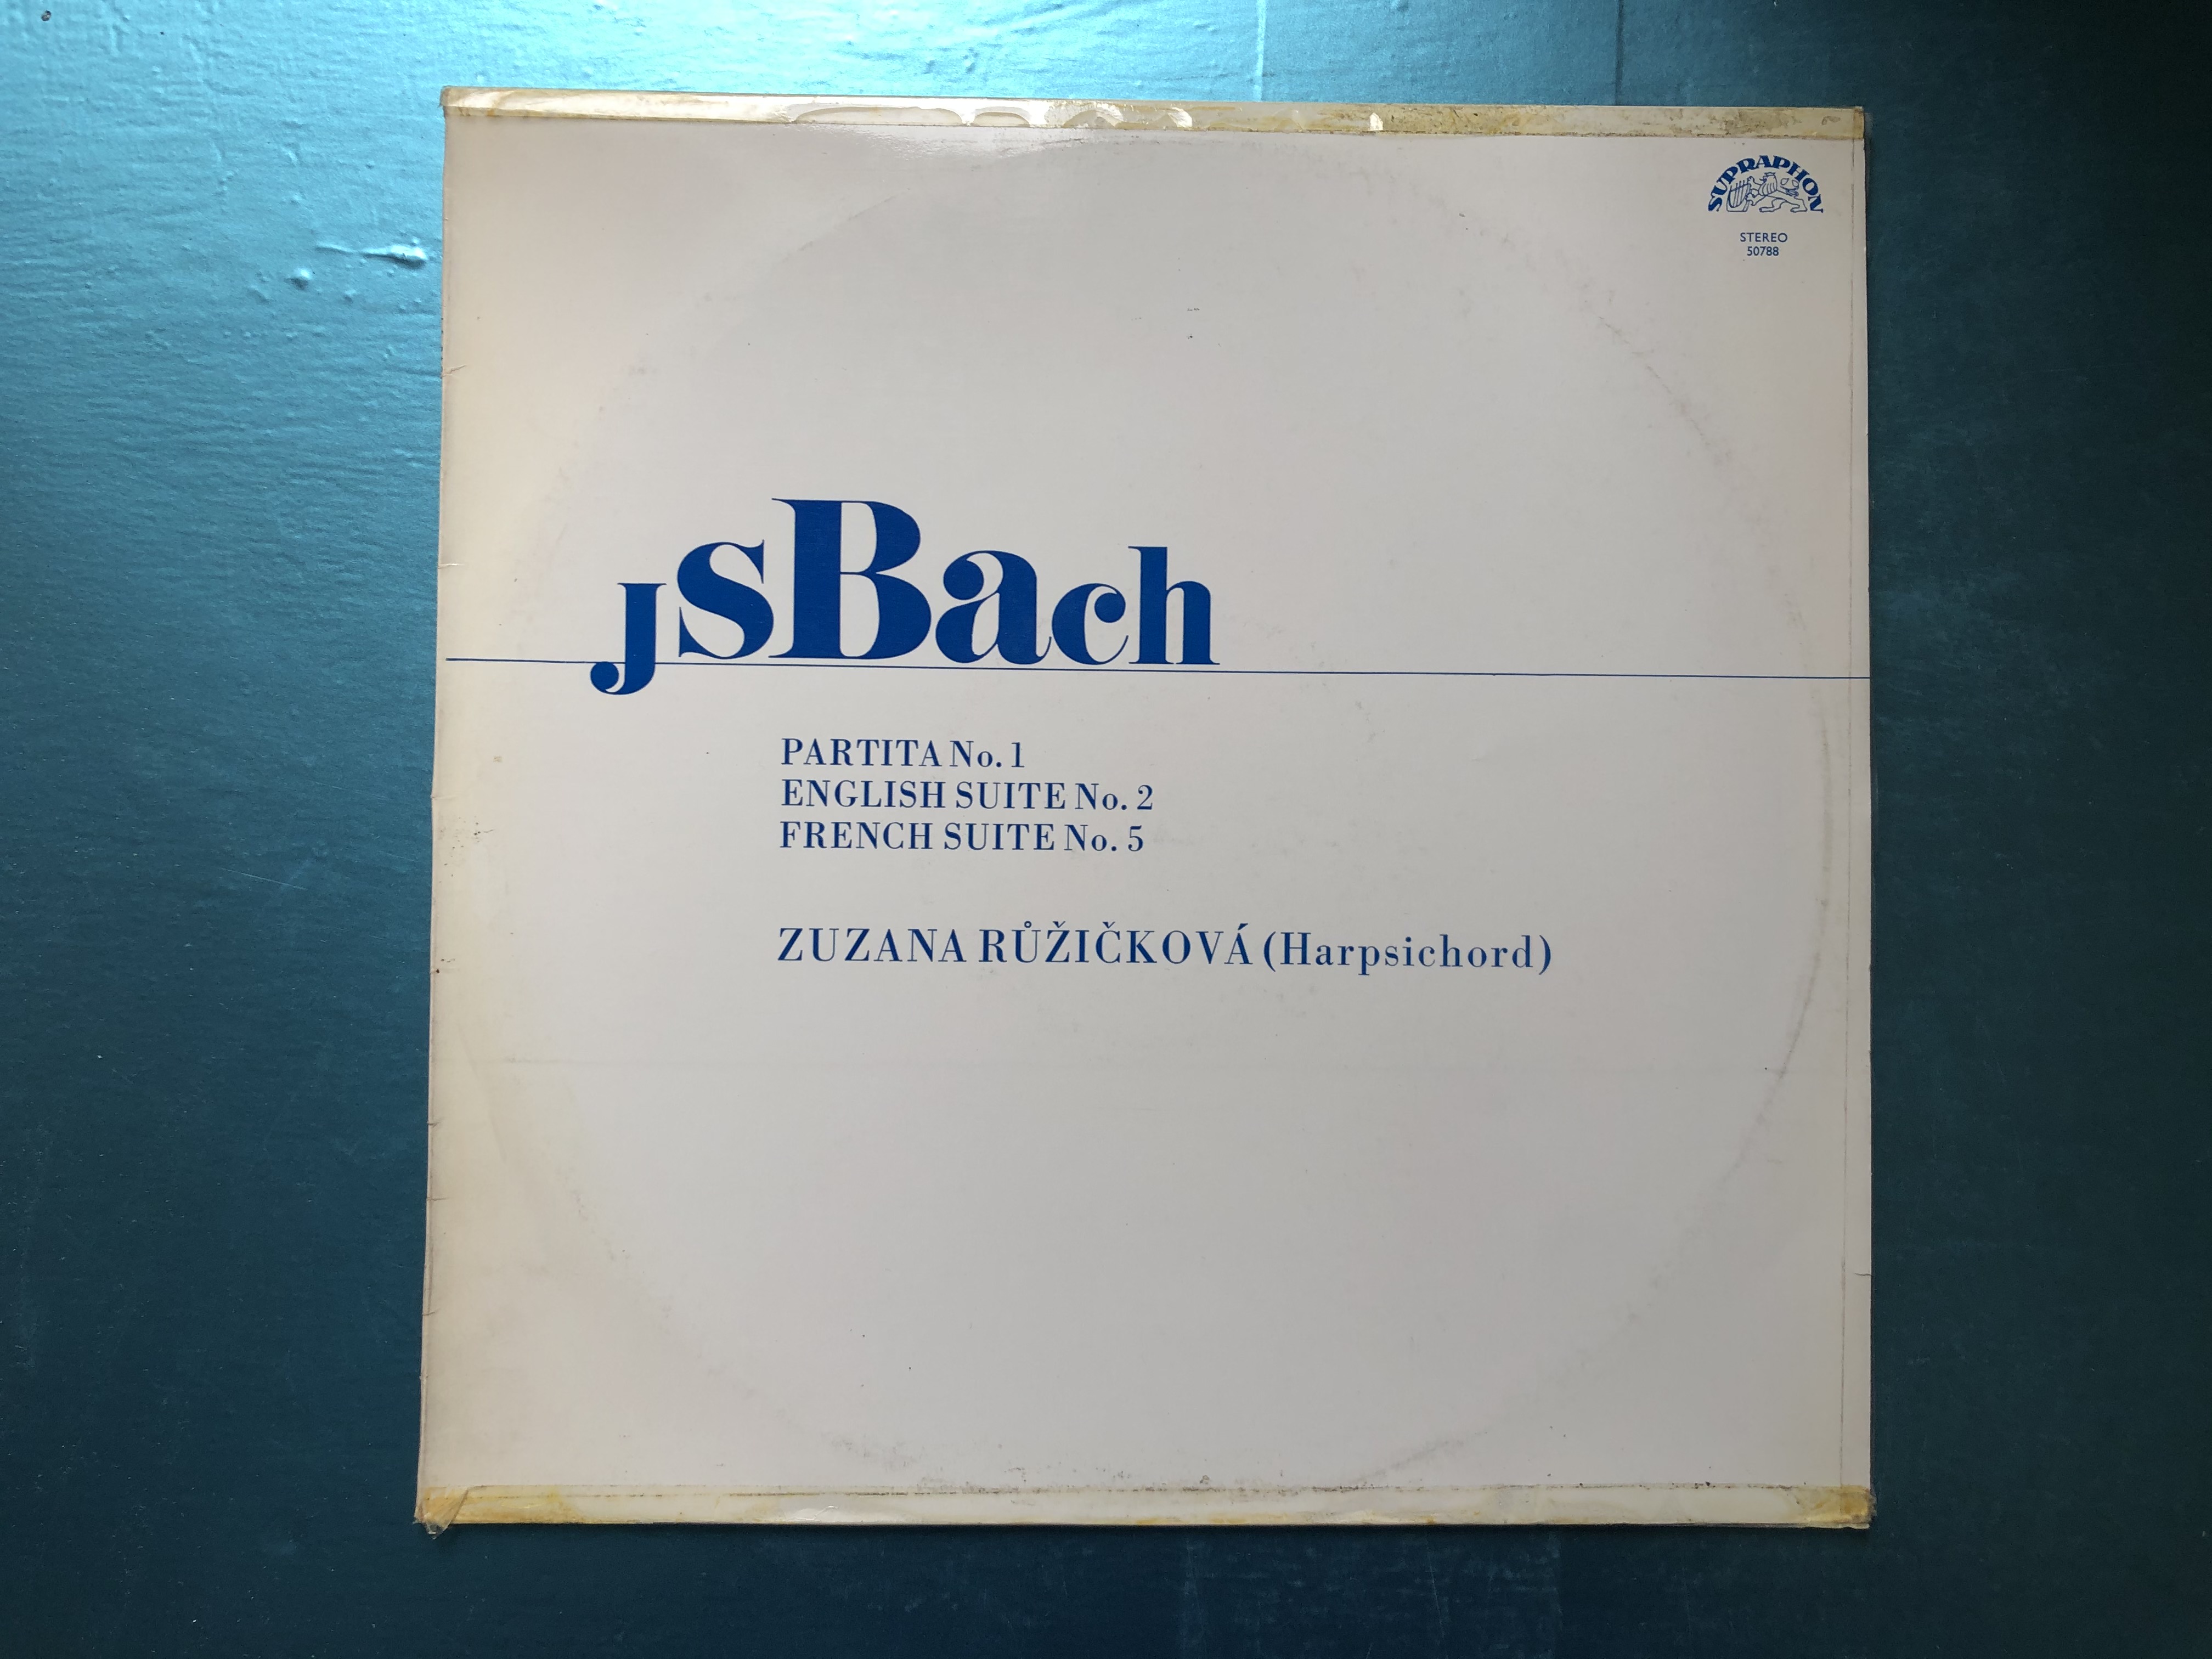 SUPRAPHON
STEREO
50788
JSBach
PARTITA No. 1
ENGLISH SUITE No. 2
FRENCH SUITE No. 5
ZUZANA RŮŽIČKOVÁ (Harpsichord)